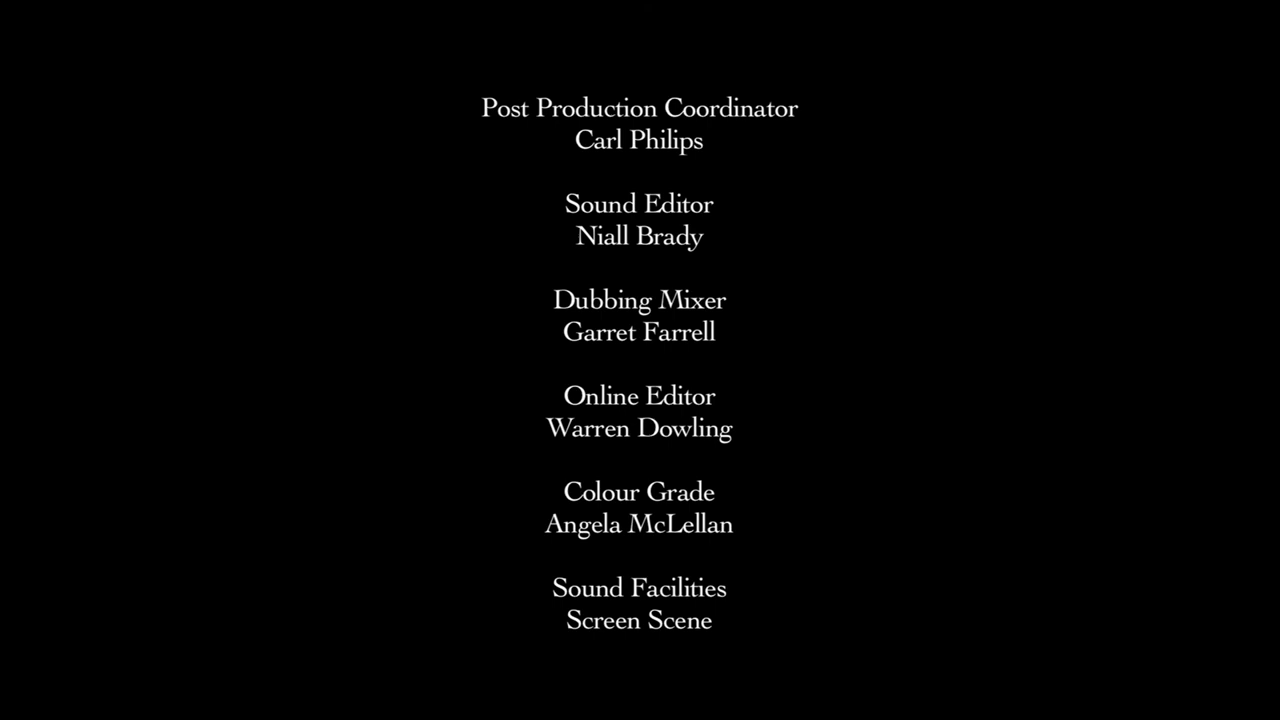 Post Production Coordinator
Carl Philips
Sound Editor
Niall Brady
Dubbing Mixer
Garret Farrell
Online Editor
Warren Dowling
Colour Grade
Angela McLellan
Sound Facilities
Screen Scene